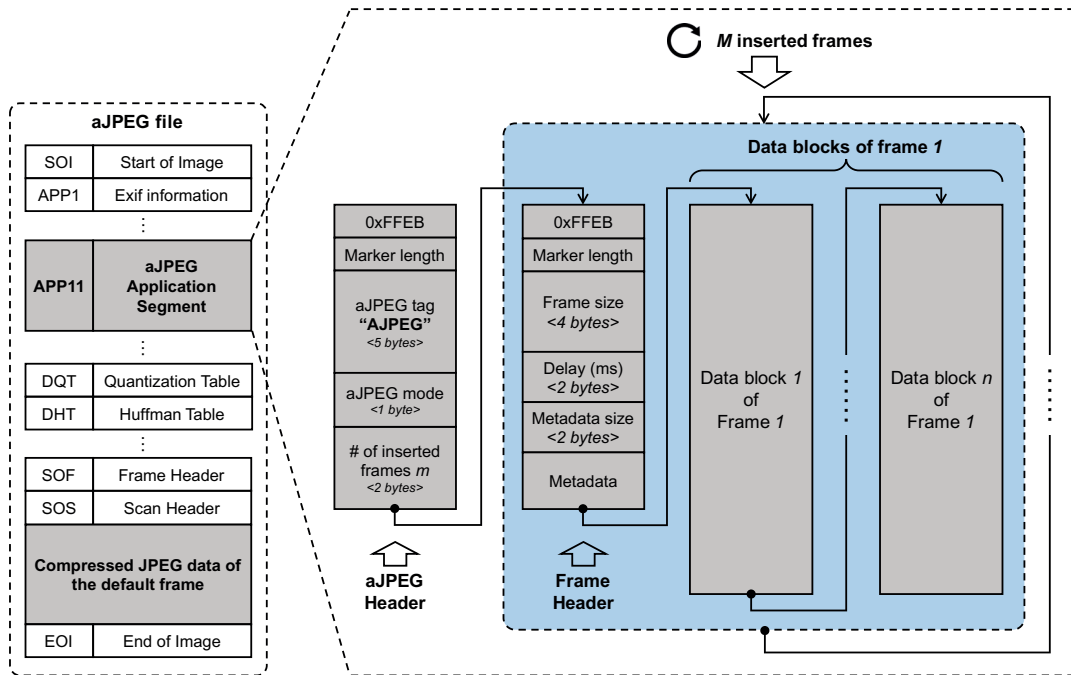 M inserted frames
aJPEG file
SOI Start of Image
APP1 Exif information
⋮
APP11 aJPEG
Application
Segment
⋮
DQT Quantization Table
DHT Huffman Table
⋮
SOF Frame Header
SOS Scan Header
Compressed JPEG data of
the default frame
EOI End of Image
0xFFEB
Marker length
aJPEG tag
“AJPEG”
<5 bytes>
aJPEG mode
<1 byte>
# of inserted
frames m
<2 bytes>
aJPEG
Header
0xFFEB
Marker length
Frame size
<4 bytes>
Delay (ms)
<2 bytes>
Metadata size
<2 bytes>
Metadata
Frame
Header
Data blocks of frame 1
Data block 1
of
Frame 1
Data block n
of
Frame 1